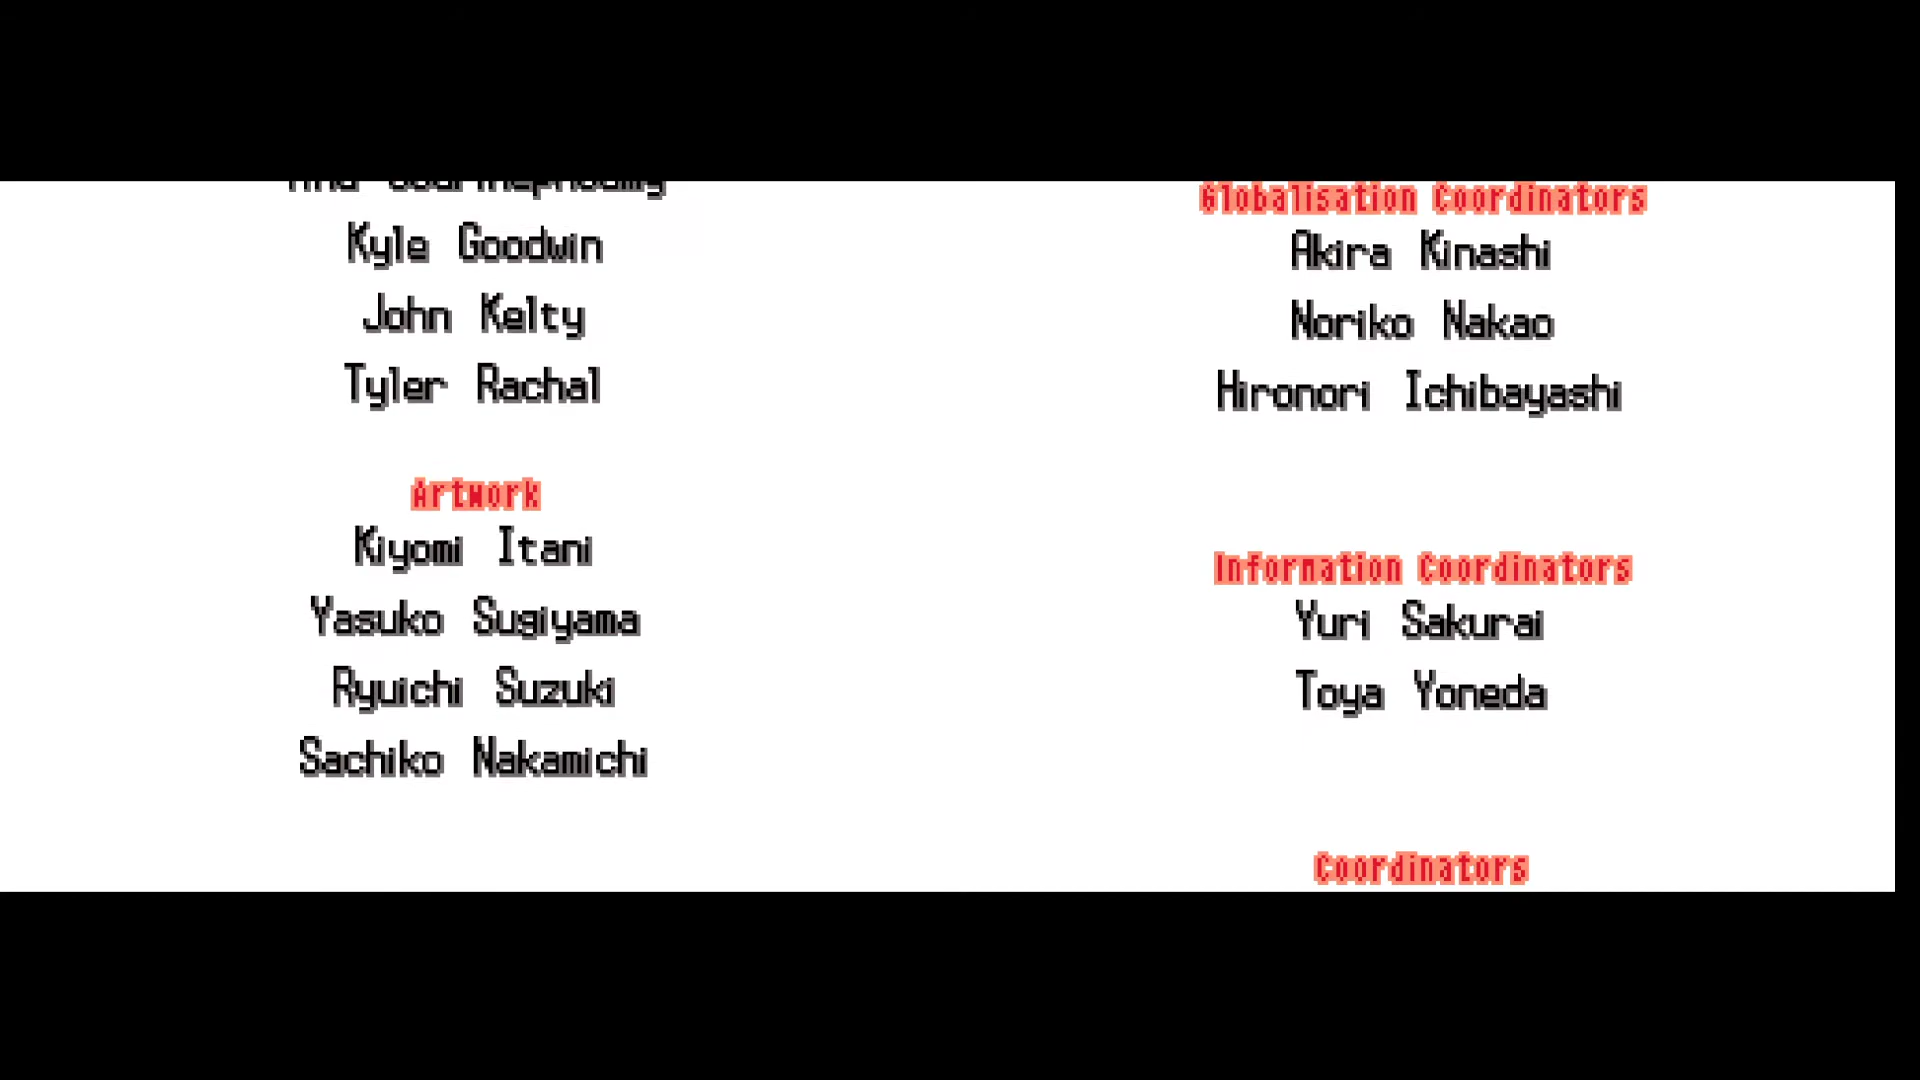 Kyle Goodwin
John Kelty
Tyler Rachal
Artwork
Kiyomi Itani
Yasuko Sugiyama
Ryuichi Suzuki
Sachiko Nakamichi
Globalisation Coordinators
Akira Kinashi
Noriko Nakao
Hironori Ichibayashi
Information Coordinators
Yuri Sakurai
Toya Yoneda
Coordinators